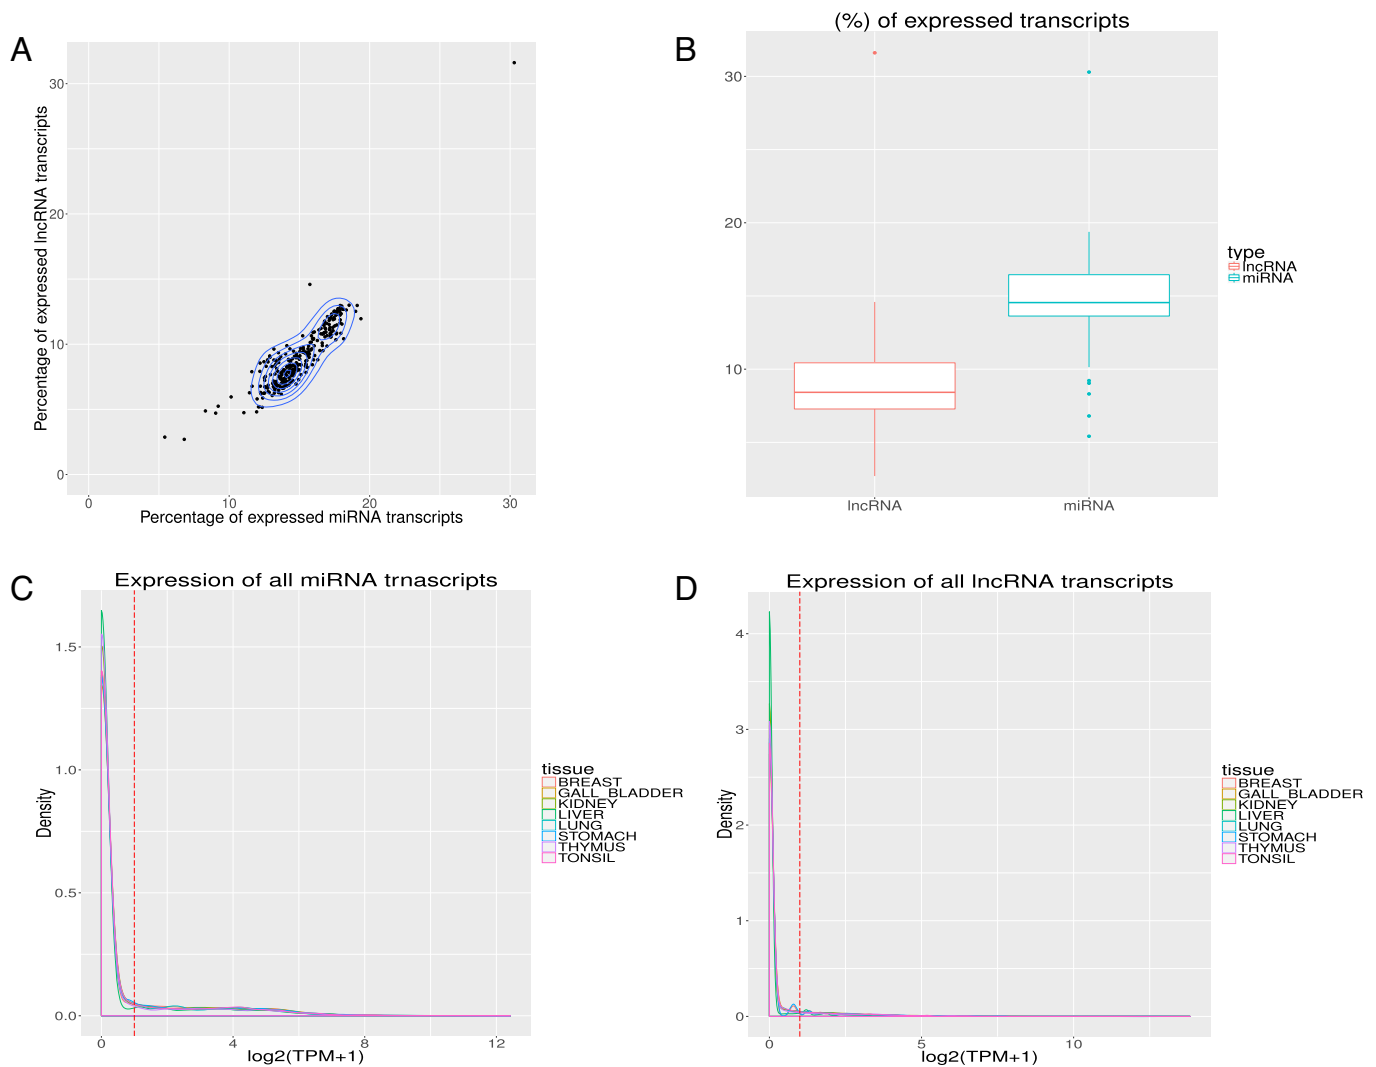 A
Percentage of expressed lncRNA transcripts
30
20
10
0
0 10 20 30
Percentage of expressed miRNA transcripts
B
(%) of expressed transcripts
30
20
10
lncRNA miRNA
type
lncRNA
miRNA
C
Expression of all miRNA trnascripts
Density
1.5
1.0
0.5
0.0
0 4 8 12
log2(TPM+1)
tissue
BREAST
GALL_BLADDER
KIDNEY
LIVER
LUNG
STOMACH
THYMUS
TONSIL
D
Expression of all lncRNA transcripts
Density
4
3
2
1
0
0 5 10
log2(TPM+1)
tissue
BREAST
GALL_BLADDER
KIDNEY
LIVER
LUNG
STOMACH
THYMUS
TONSIL